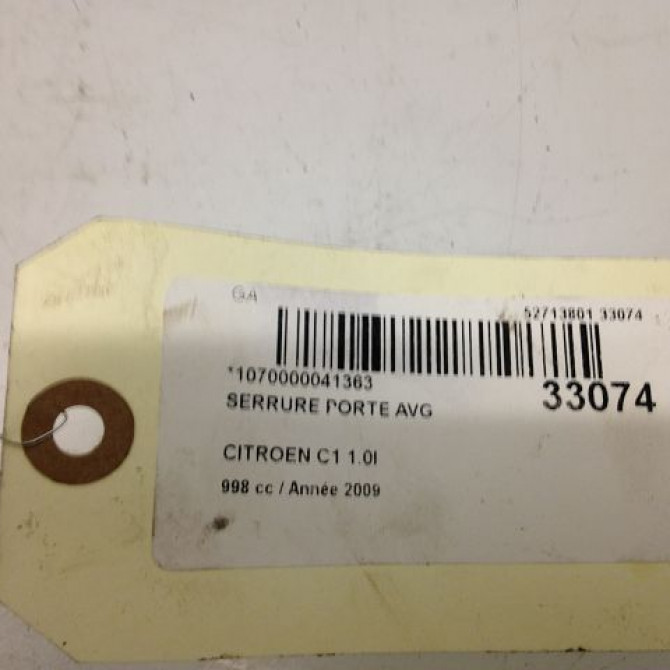 GA
52713801 33074
*1070000041363
33074
SERRURE PORTE AVG
CITROEN C1 1.0I
998 cc / Année 2009